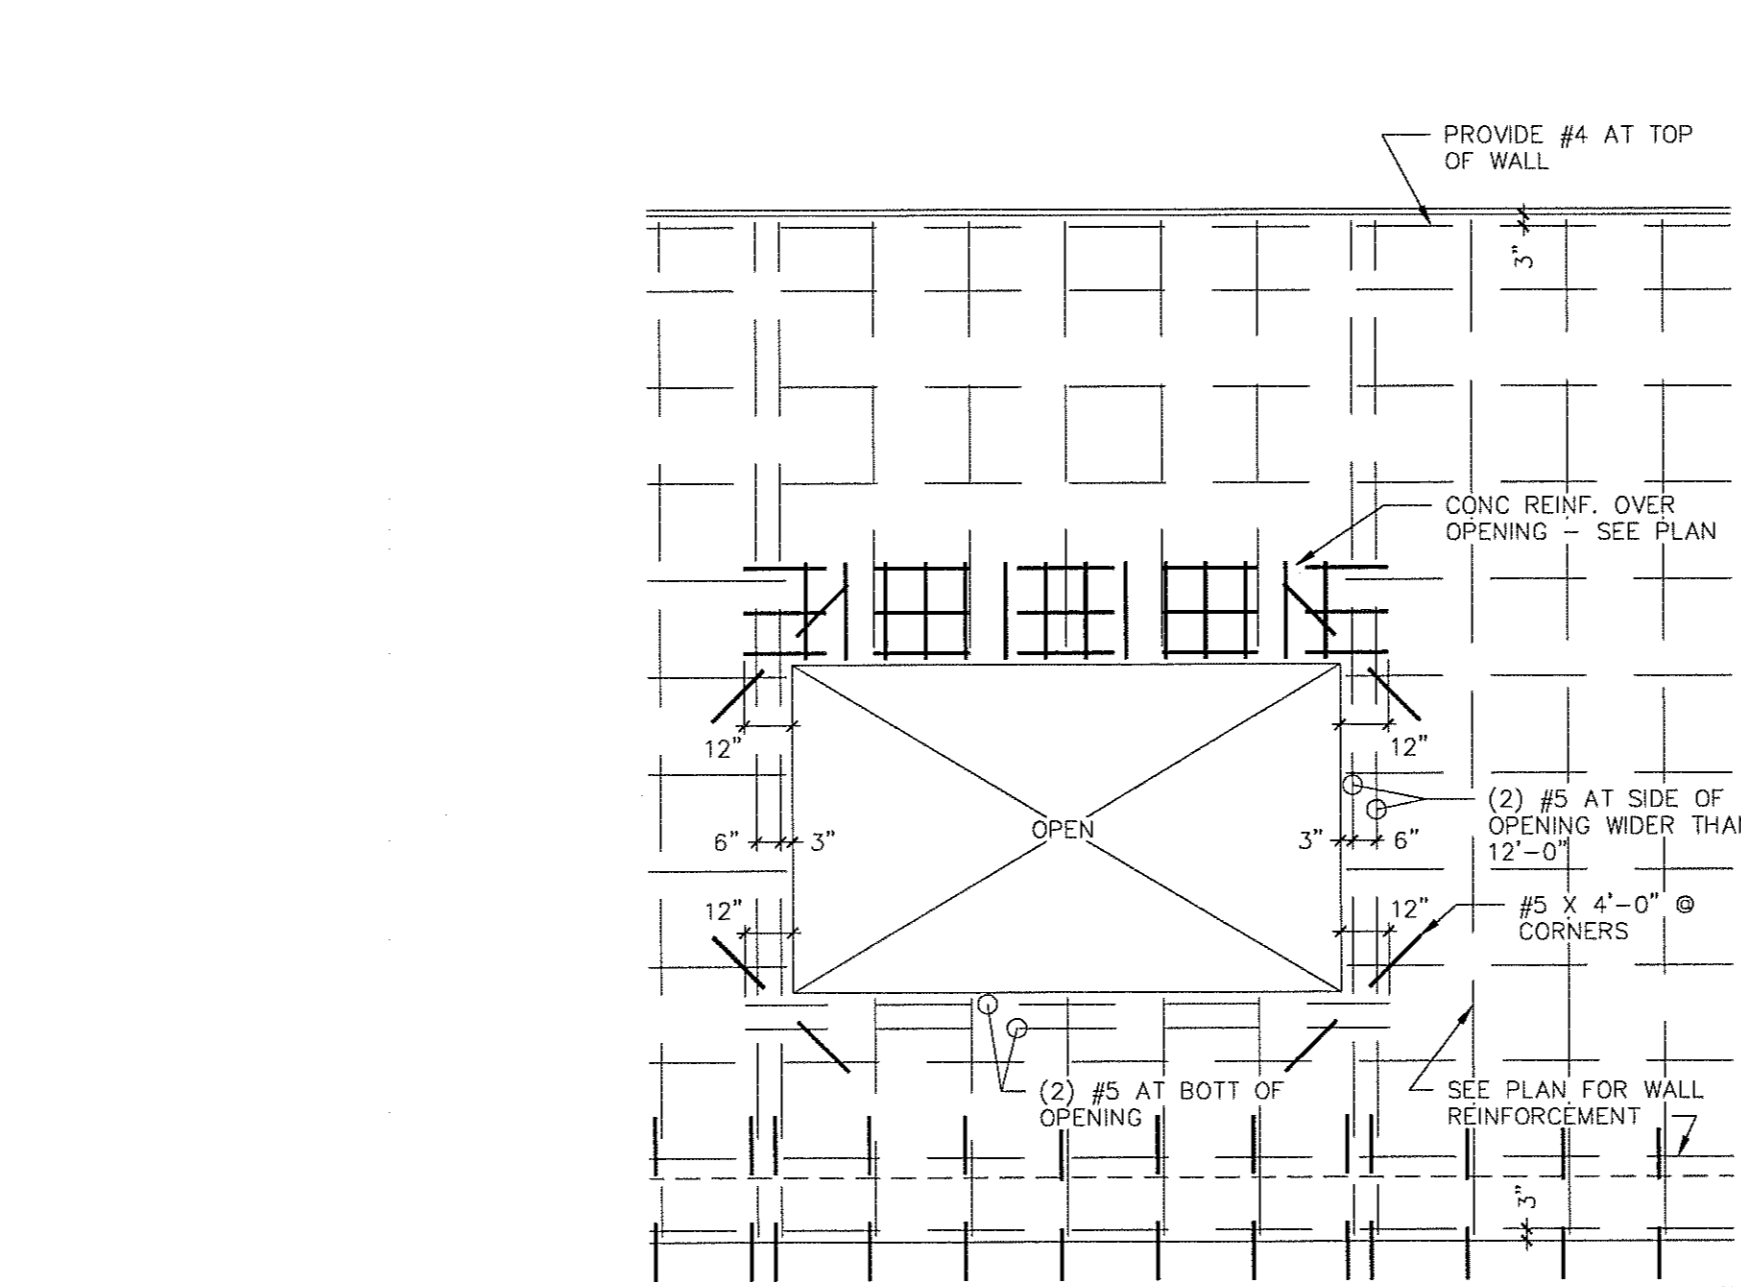 PROVIDE #4 AT TOP
OF WALL
3"
CONC REINF. OVER
OPENING – SEE PLAN
12"
12"
(2) #5 AT SIDE OF
OPENING WIDER THAN
12'-0"
OPEN
6"
3"
3"
6"
12"
12"
#5 X 4'-0" @
CORNERS
(2) #5 AT BOTT OF
OPENING
SEE PLAN FOR WALL
REINFORCEMENT
3"